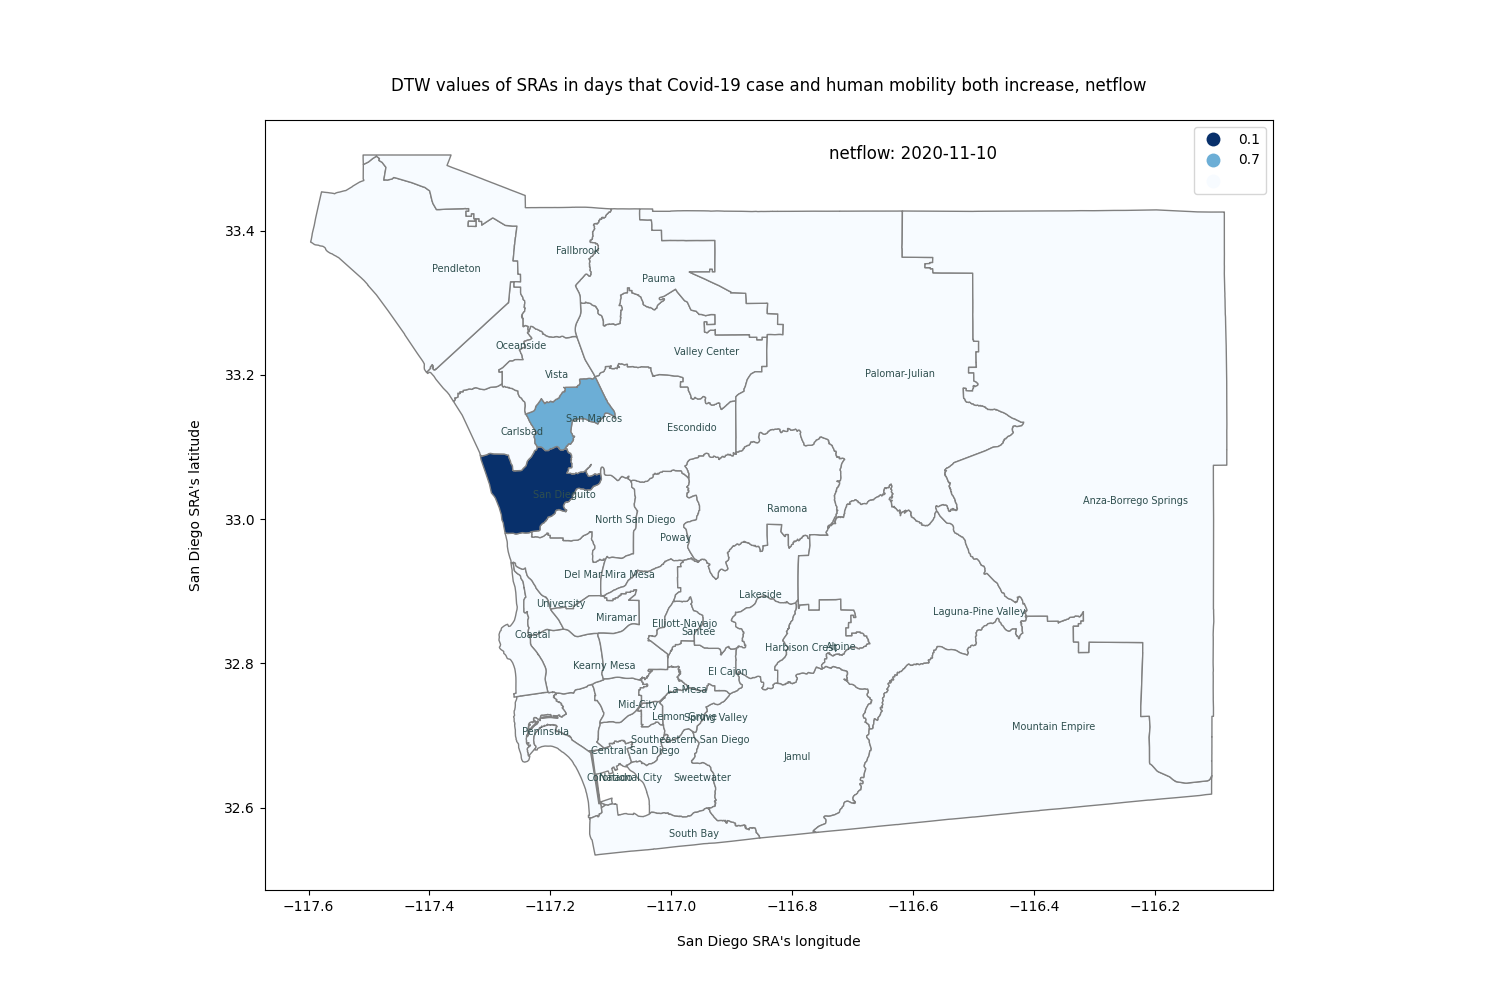 DTW values of SRAs in days that Covid-19 case and human mobility both increase, netflow
netflow: 2020-11-10
0.1
0.7
33.4
33.2
33.0
32.8
32.6
San Diego SRA's latitude
Fallbrook
Pendleton
Pauma
Oceanside
Valley Center
Vista
Palomar-Julian
San Marcos
Escondido
Carlsbad
San Dieguito
Anza-Borrego Springs
Ramona
North San Diego
Poway
Del Mar-Mira Mesa
Lakeside
University
Laguna-Pine Valley
Miramar
Elliott-Navajo
Santee
Coastal
Harbison Crest
Alpine
Kearny Mesa
El Cajon
La Mesa
Mid-City
Lemon Grove
Spring Valley
Mountain Empire
Peninsula
Southeastern San Diego
Central San Diego
Jamul
Coronado
National City
Sweetwater
South Bay
−117.6
−117.4
−117.2
−117.0
−116.8
−116.6
−116.4
−116.2
San Diego SRA's longitude